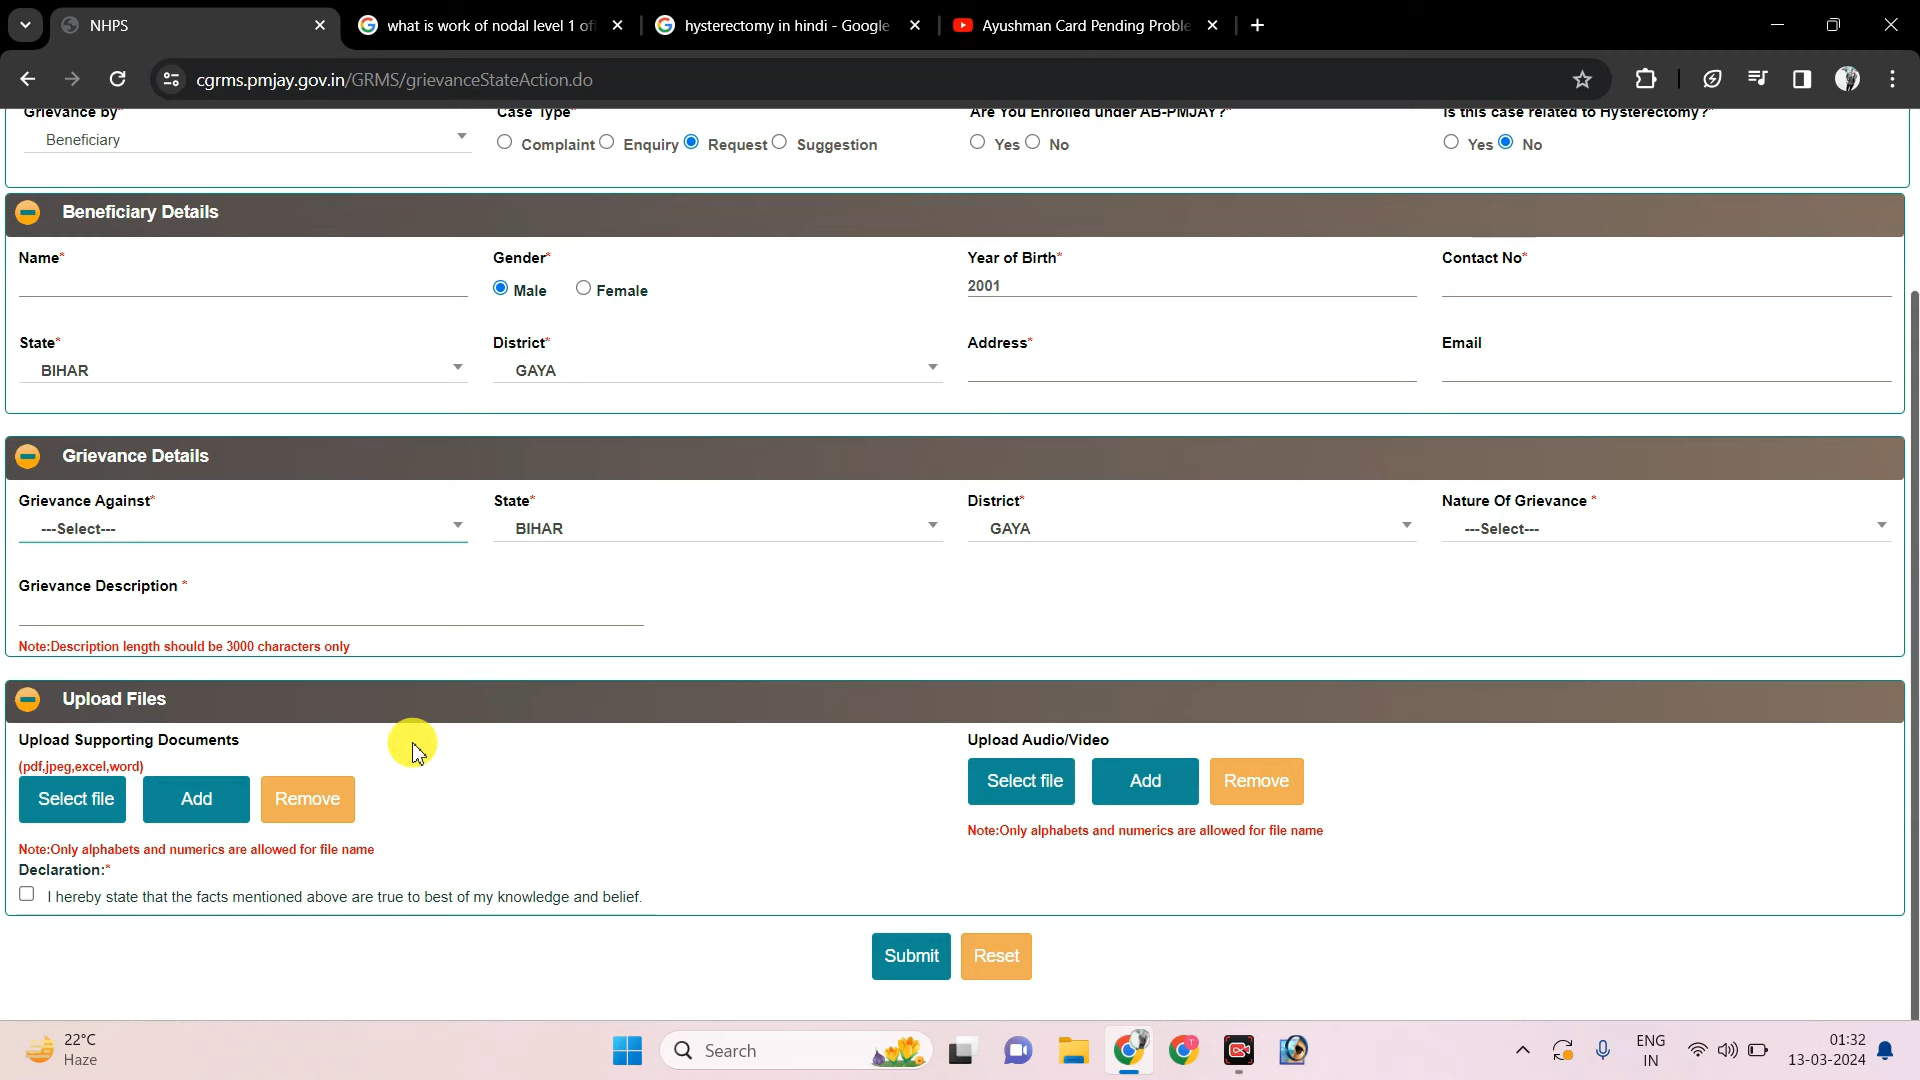 NHPS
what is work of nodal level 1 of
hysterectomy in hindi - Google
Ayushman Card Pending Proble
cgrms.pmjay.gov.in/GRMS/grievanceStateAction.do
Grievance by* Case Type* Are You Enrolled under AB-PMJAY?* Is this case related to Hysterectomy?*
Beneficiary Complaint Enquiry Request Suggestion Yes No Yes No
Beneficiary Details
Name* Gender* Year of Birth* Contact No*
Male Female 2001
State* District* Address* Email
BIHAR GAYA
Grievance Details
Grievance Against* State* District* Nature Of Grievance *
---Select--- BIHAR GAYA ---Select---
Grievance Description *
Note:Description length should be 3000 characters only
Upload Files
Upload Supporting Documents Upload Audio/Video
(pdf,jpeg,excel,word)
Select file Add Remove Select file Add Remove
Note:Only alphabets and numerics are allowed for file name
Note:Only alphabets and numerics are allowed for file name
Declaration:*
I hereby state that the facts mentioned above are true to best of my knowledge and belief.
Submit Reset
22°C
Haze
Search
ENG
IN
01:32
13-03-2024